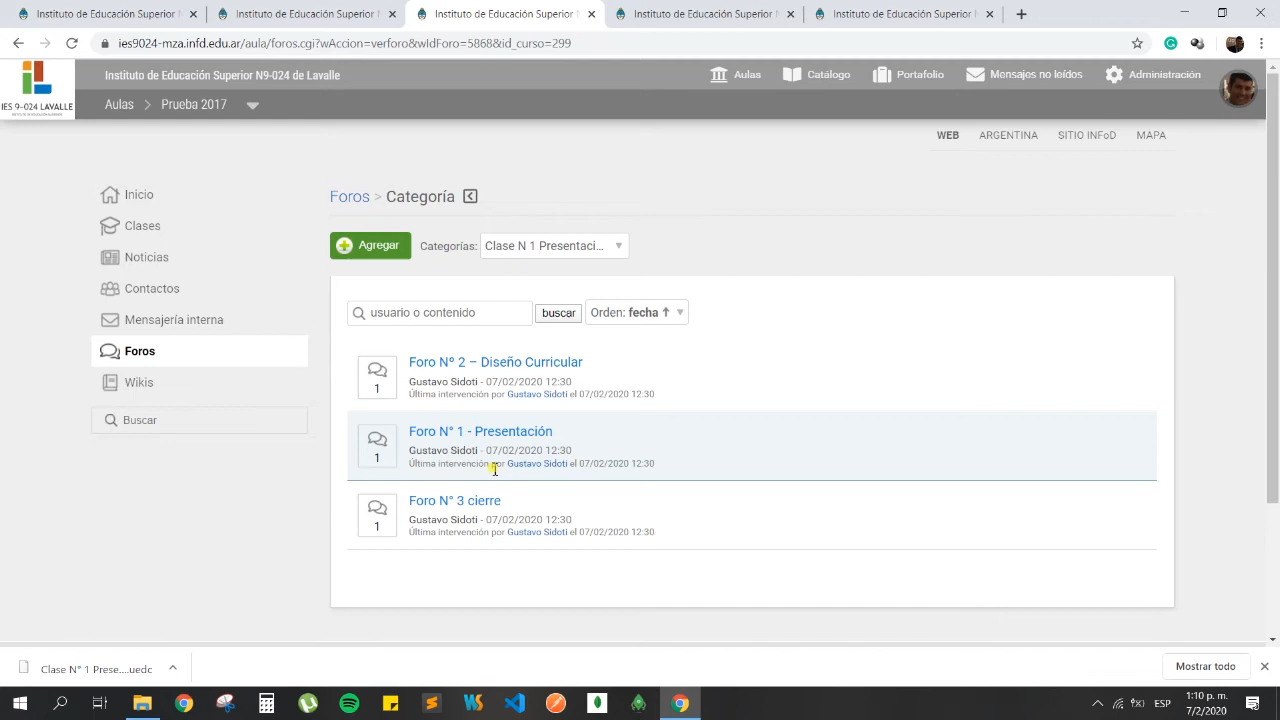 Instituto de Educación Superior
Instituto de Educación Superior
Instituto de Educación Superior
Instituto de Educación Superior
Instituto de Educación Superior
ies9024-mza.infd.edu.ar/aula/foros.cgi?wAccion=verforo&wIdForo=5869&id_curso=299
IES 9-024 LAVALLE
Instituto de Educación Superior N9-024 de Lavalle
Aulas
Catálogo
Portafolio
Mensajes no leídos
Administración
Aulas > Prueba 2017
WEB ARGENTINA SITIO INFoD MAPA
Inicio
Clases
Noticias
Contactos
Mensajería interna
Foros
Wikis
Buscar
Foros > Categoría
Agregar
Categorías: Clase N 1 Presentaci...
usuario o contenido
buscar
Orden: fecha ↑
Foro Nº 2 – Diseño Curricular
1
Gustavo Sidoti - 07/02/2020 12:30
Última intervención por Gustavo Sidoti el 07/02/2020 12:30
Foro N° 1 - Presentación
1
Gustavo Sidoti - 07/02/2020 12:30
Última intervención por Gustavo Sidoti el 07/02/2020 12:30
Foro N° 3 cierre
1
Gustavo Sidoti - 07/02/2020 12:30
Última intervención por Gustavo Sidoti el 07/02/2020 12:30
Clase N° 1 Prese....uedc
Mostrar todo
ESP
1:10 p. m.
7/2/2020